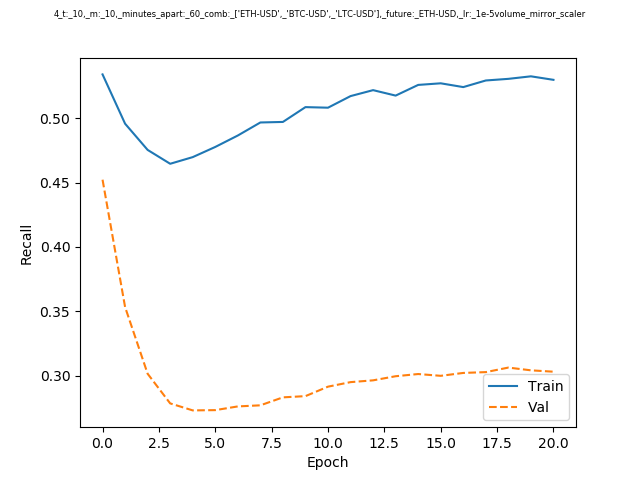 4_t:_10,_m:_10,_minutes_apart:_60_comb:_['ETH-USD',_'BTC-USD',_'LTC-USD'],_future:_ETH-USD,_lr:_1e-5volume_mirror_scaler
0.50
0.45
0.40
0.35
0.30
Recall
Train
Val
0.0 2.5 5.0 7.5 10.0 12.5 15.0 17.5 20.0
Epoch